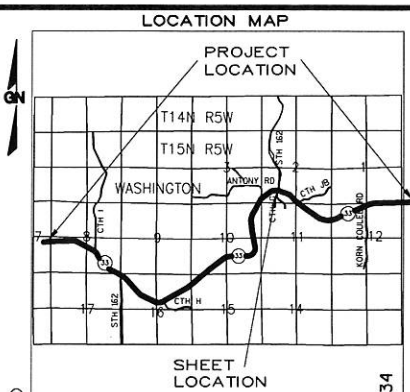 LOCATION MAP
PROJECT
LOCATION
GN
T14N R5W
STH 162
T15N R5W
3
2
1
ANTONY RD
CTH JB
WASHINGTON
CTH I
33
KORN COULEE RD
7
8
9
10
12
33
33
17
16
15
14
STH 162
CTH H
SHEET
LOCATION
34